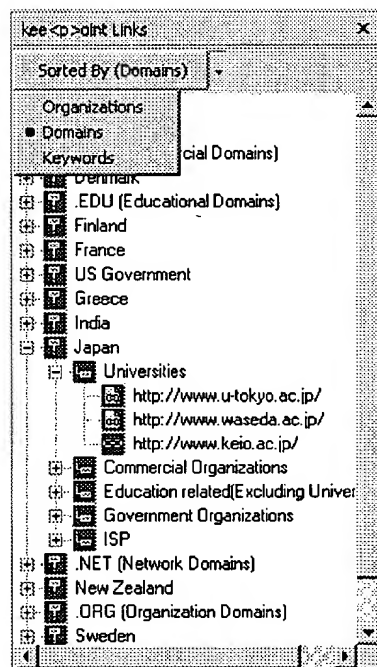 kee<p>oint Links
Sorted By (Domains)
Organizations
Domains
Keywords
cial Domains)
Denmark
.EDU (Educational Domains)
Finland
France
US Government
Greece
India
Japan
Universities
http://www.u-tokyo.ac.jp/
http://www.waseda.ac.jp/
http://www.keio.ac.jp/
Commercial Organizations
Education related(Excluding Univer
Government Organizations
ISP
.NET (Network Domains)
New Zealand
.ORG (Organization Domains)
Sweden